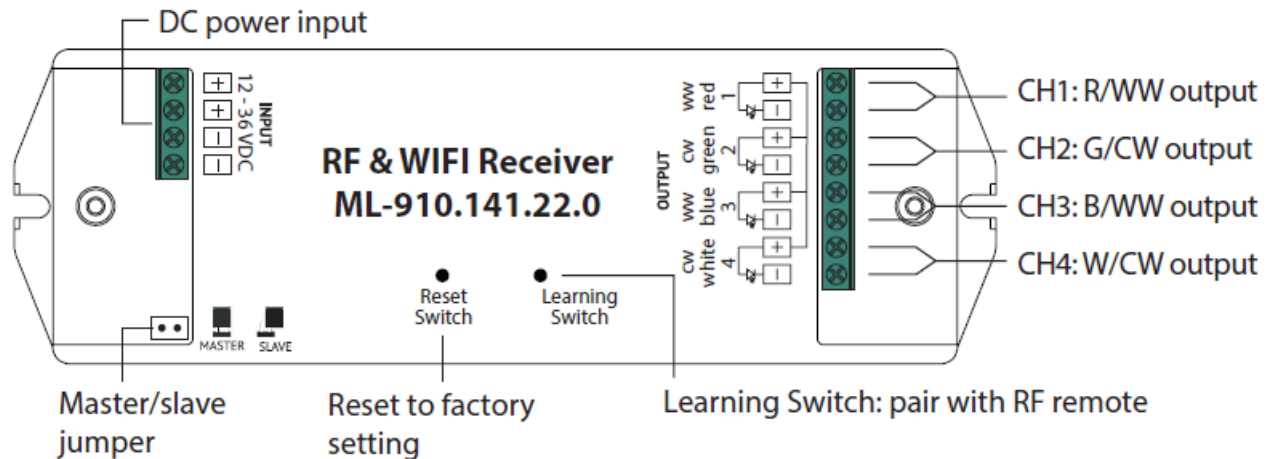 DC power input
12 - 36 VDC
INPUT
+
+
−
−
RF & WIFI Receiver
ML-910.141.22.0
OUTPUT
WW
red
1
+
−
CW
green
2
+
−
WW
blue
3
+
−
CW
white
4
+
−
CH1: R/WW output
CH2: G/CW output
CH3: B/WW output
CH4: W/CW output
Reset
Switch
Learning
Switch
MASTER
SLAVE
Master/slave
jumper
Reset to factory
setting
Learning Switch: pair with RF remote